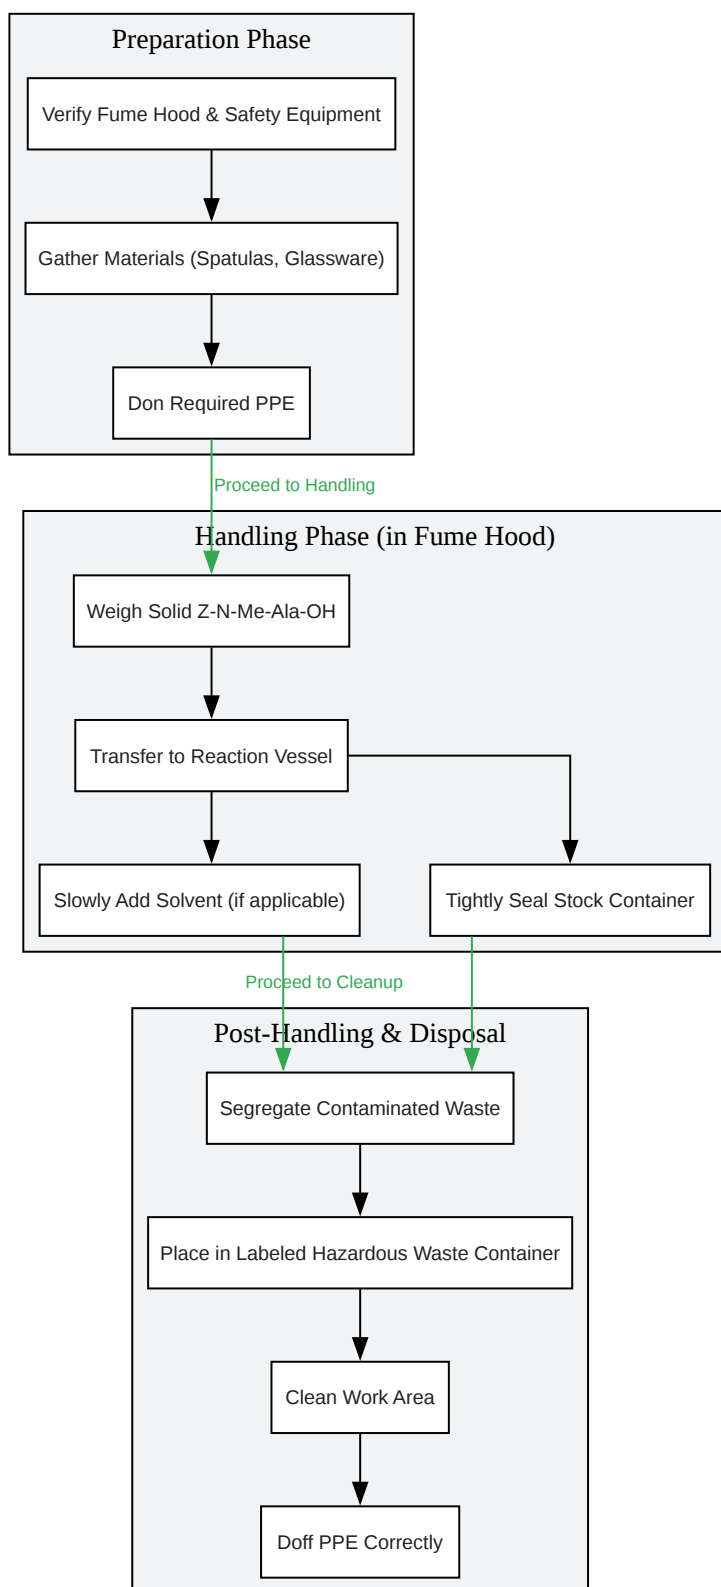 Preparation Phase
Verify Fume Hood & Safety Equipment
Gather Materials (Spatulas, Glassware)
Don Required PPE
Proceed to Handling
Handling Phase (in Fume Hood)
Weigh Solid Z-N-Me-Ala-OH
Transfer to Reaction Vessel
Slowly Add Solvent (if applicable)
Tightly Seal Stock Container
Proceed to Cleanup
Post-Handling & Disposal
Segregate Contaminated Waste
Place in Labeled Hazardous Waste Container
Clean Work Area
Doff PPE Correctly